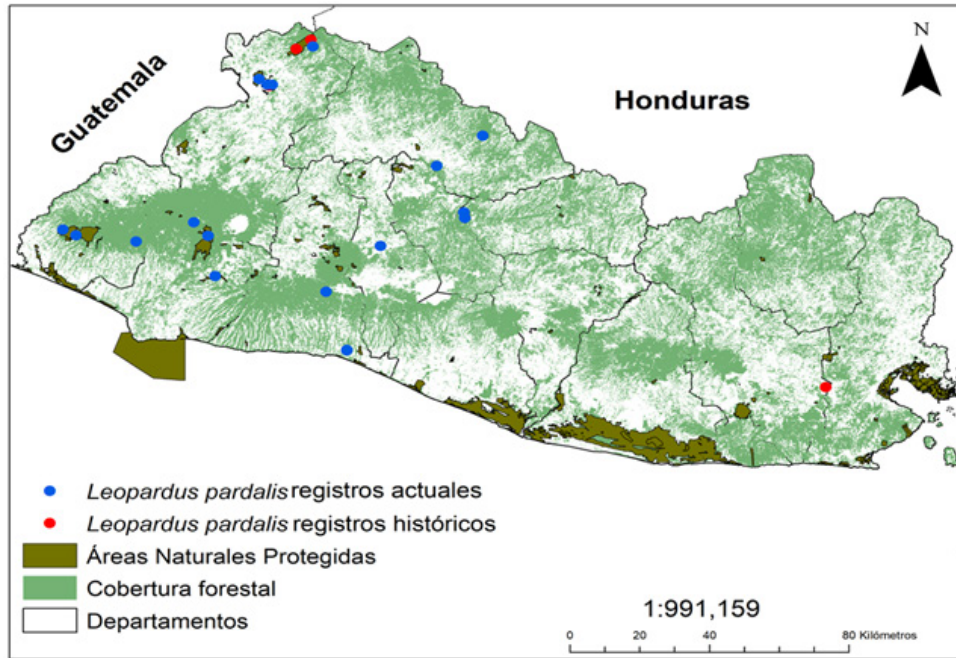 N
Guatemala
Honduras
Leopardus pardalis registros actuales
Leopardus pardalis registros históricos
Áreas Naturales Protegidas
Cobertura forestal
Departamentos
1:991,159
0 20 40 80 Kilómetros